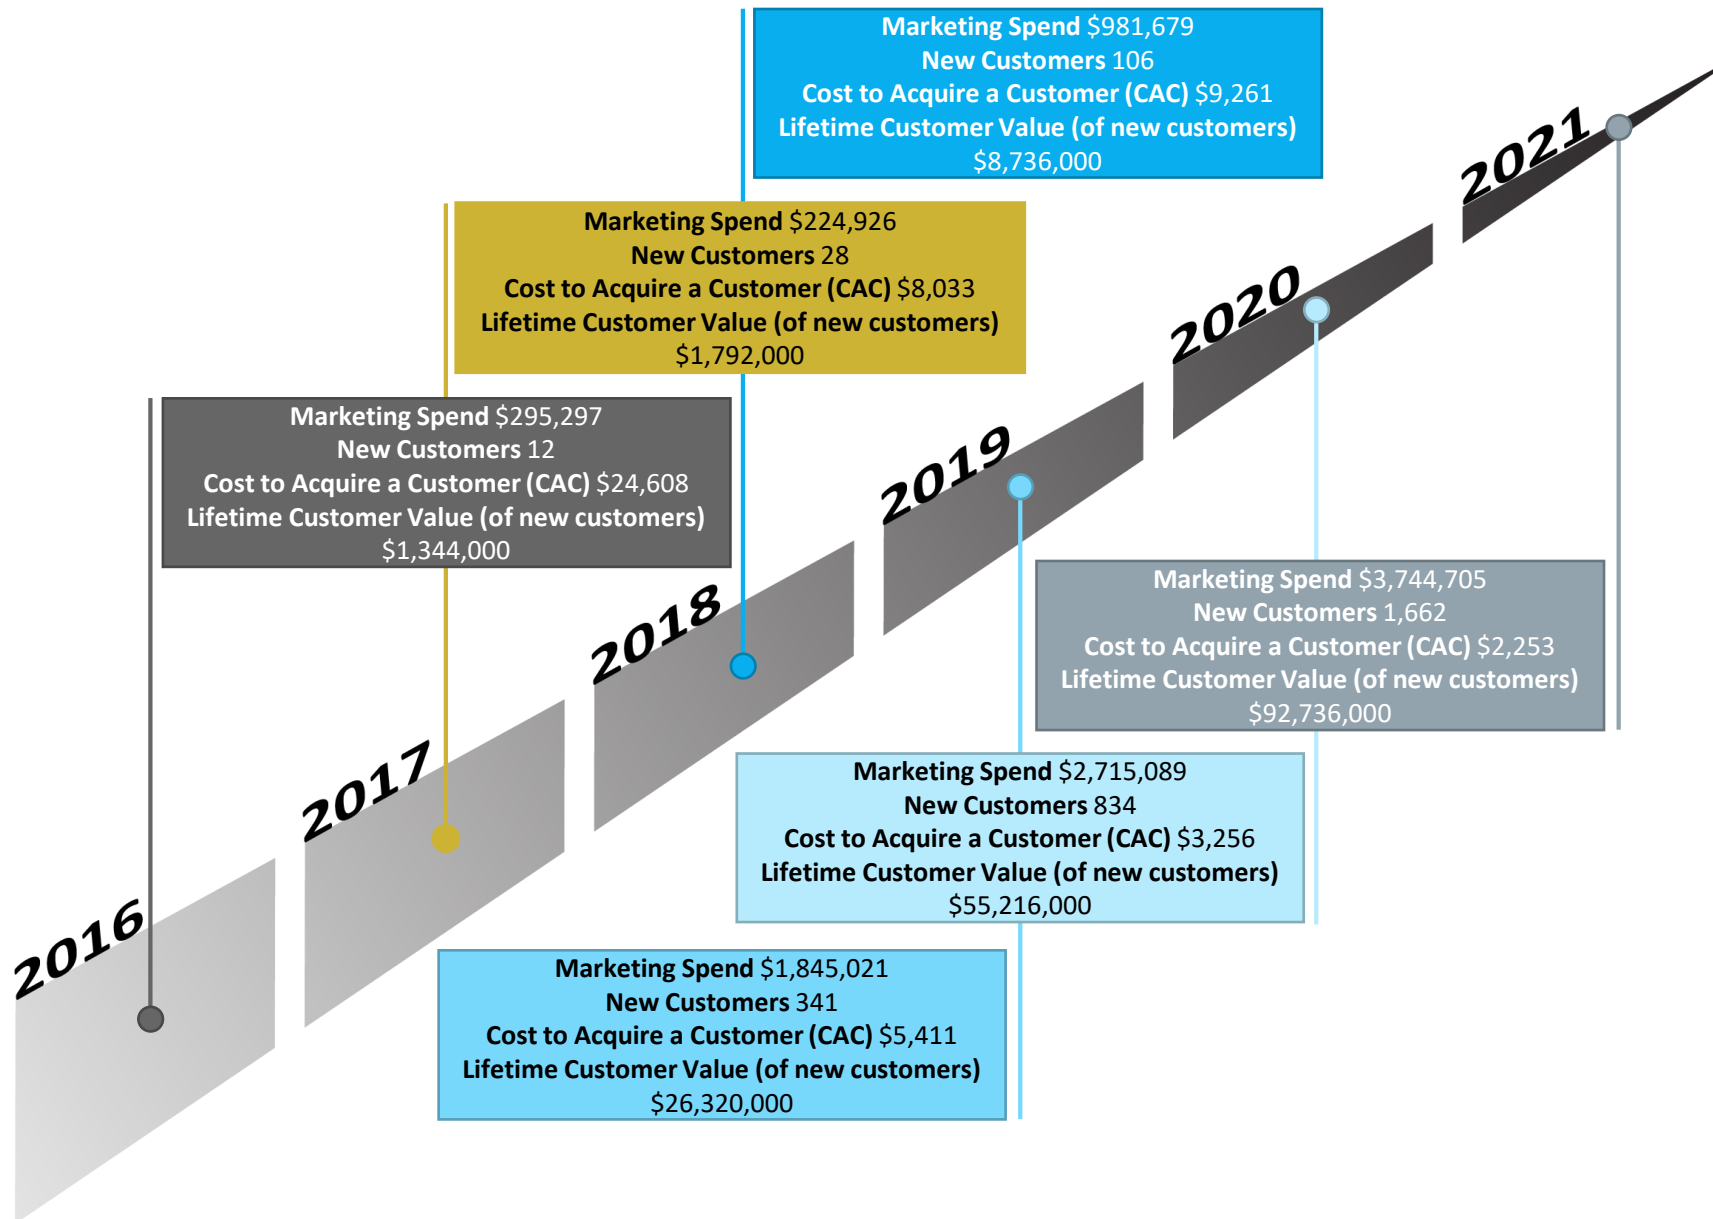 Marketing Spend $981,679
New Customers 106
Cost to Acquire a Customer (CAC) $9,261
Lifetime Customer Value (of new customers)
$8,736,000
2021
Marketing Spend $224,926
New Customers 28
Cost to Acquire a Customer (CAC) $8,033
Lifetime Customer Value (of new customers)
$1,792,000
2020
Marketing Spend $295,297
New Customers 12
Cost to Acquire a Customer (CAC) $24,608
Lifetime Customer Value (of new customers)
$1,344,000
2019
2018
Marketing Spend $3,744,705
New Customers 1,662
Cost to Acquire a Customer (CAC) $2,253
Lifetime Customer Value (of new customers)
$92,736,000
2017
Marketing Spend $2,715,089
New Customers 834
Cost to Acquire a Customer (CAC) $3,256
Lifetime Customer Value (of new customers)
$55,216,000
2016
Marketing Spend $1,845,021
New Customers 341
Cost to Acquire a Customer (CAC) $5,411
Lifetime Customer Value (of new customers)
$26,320,000